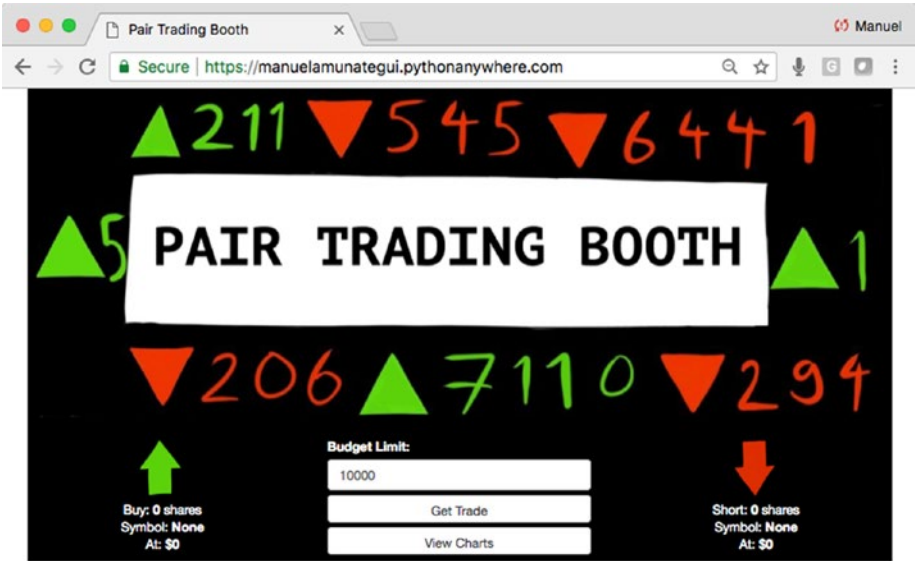 Pair Trading Booth
Manuel
Secure | https://manuelamunategui.pythonanywhere.com
211 545 6441
5 PAIR TRADING BOOTH 1
206 7110 294
Budget Limit:
10000
Get Trade
View Charts
Buy: 0 shares
Symbol: None
At: $0
Short: 0 shares
Symbol: None
At: $0